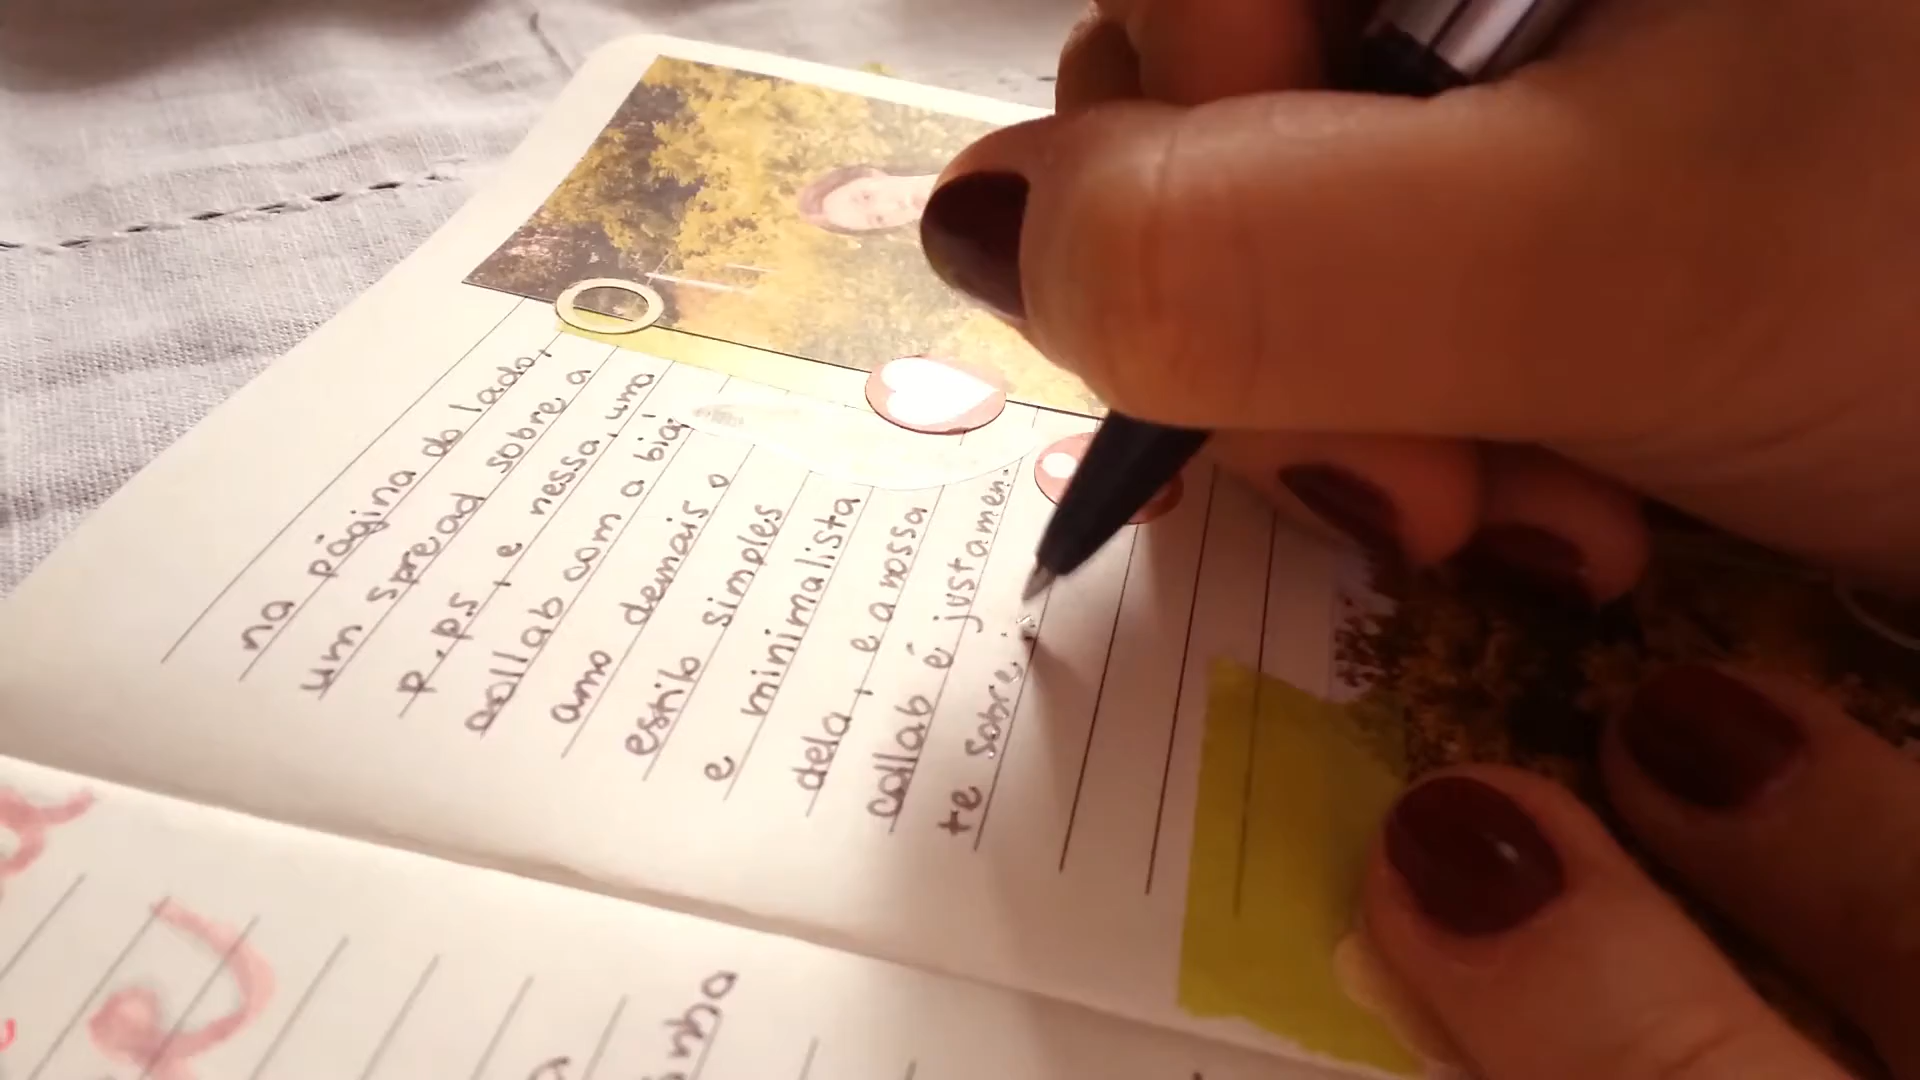 na página do lado,
um spread sobre a
p.ps, e nessa, uma
collab com a bia!
amo demais o
estilo simples
e minimalista
dela, e a nossa
collab é justamen-
te sobre
inha